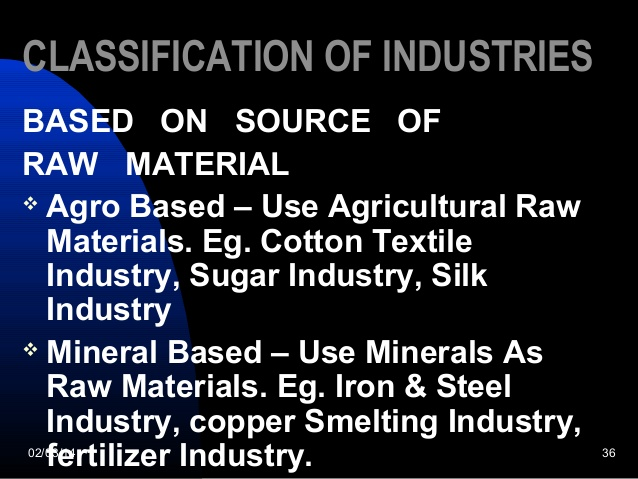 CLASSIFICATION OF INDUSTRIES
BASED ON SOURCE OF
RAW MATERIAL
❖ Agro Based – Use Agricultural Raw
Materials. Eg. Cotton Textile
Industry, Sugar Industry, Silk
Industry
❖ Mineral Based – Use Minerals As
Raw Materials. Eg. Iron & Steel
Industry, copper Smelting Industry,
fertilizer Industry.
36